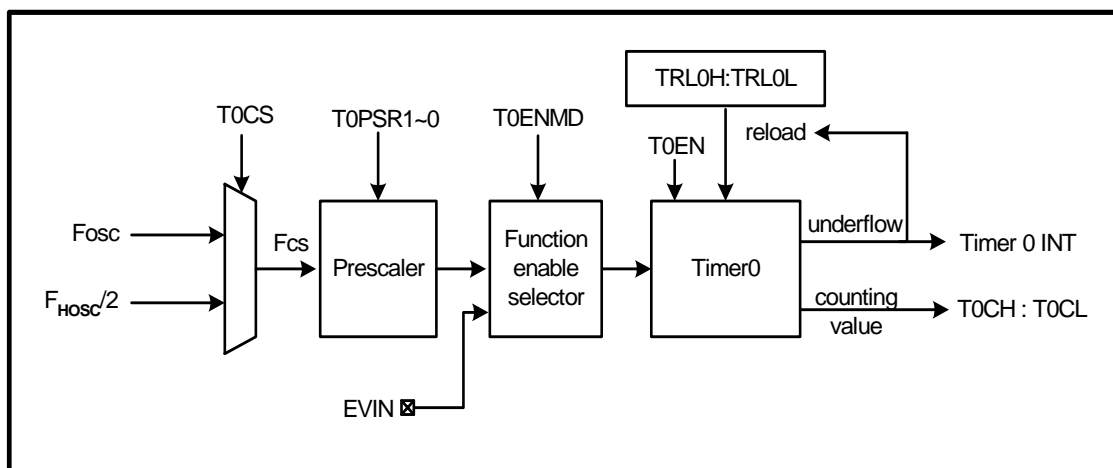 TRL0H:TRL0L
T0CS
T0PSR1~0
T0ENMD
T0EN
reload
Fosc
Fcs
Prescaler
Function
enable
selector
Timer0
underflow
Timer 0 INT
FHOSC/2
counting
value
T0CH : T0CL
EVIN